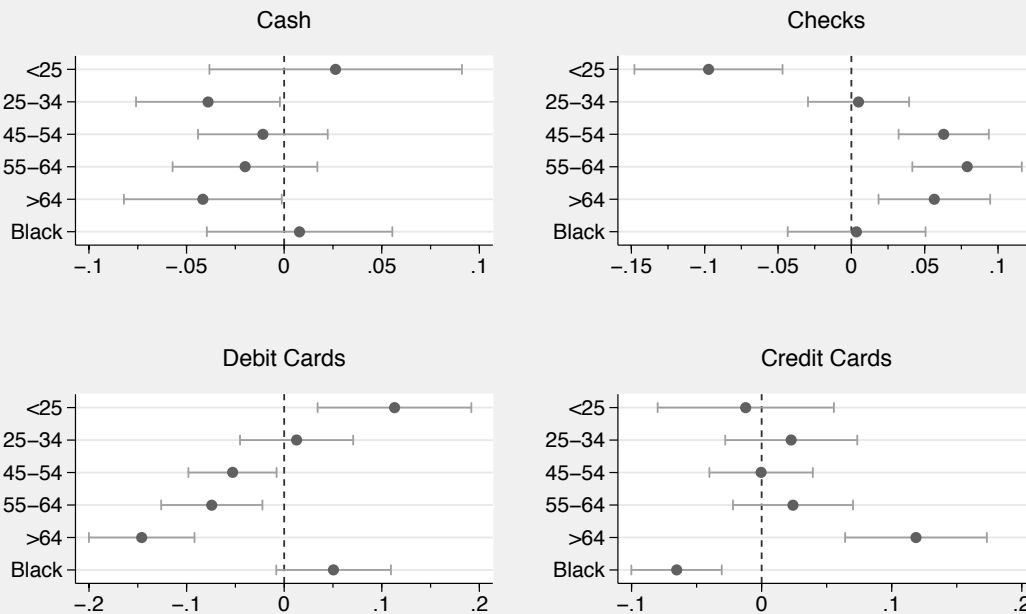 Cash
<25
25–34
45–54
55–64
>64
Black
−.1 −.05 0 .05 .1
Checks
<25
25–34
45–54
55–64
>64
Black
−.15 −.1 −.05 0 .05 .1
Debit Cards
<25
25–34
45–54
55–64
>64
Black
−.2 −.1 0 .1 .2
Credit Cards
<25
25–34
45–54
55–64
>64
Black
−.1 0 .1 .2